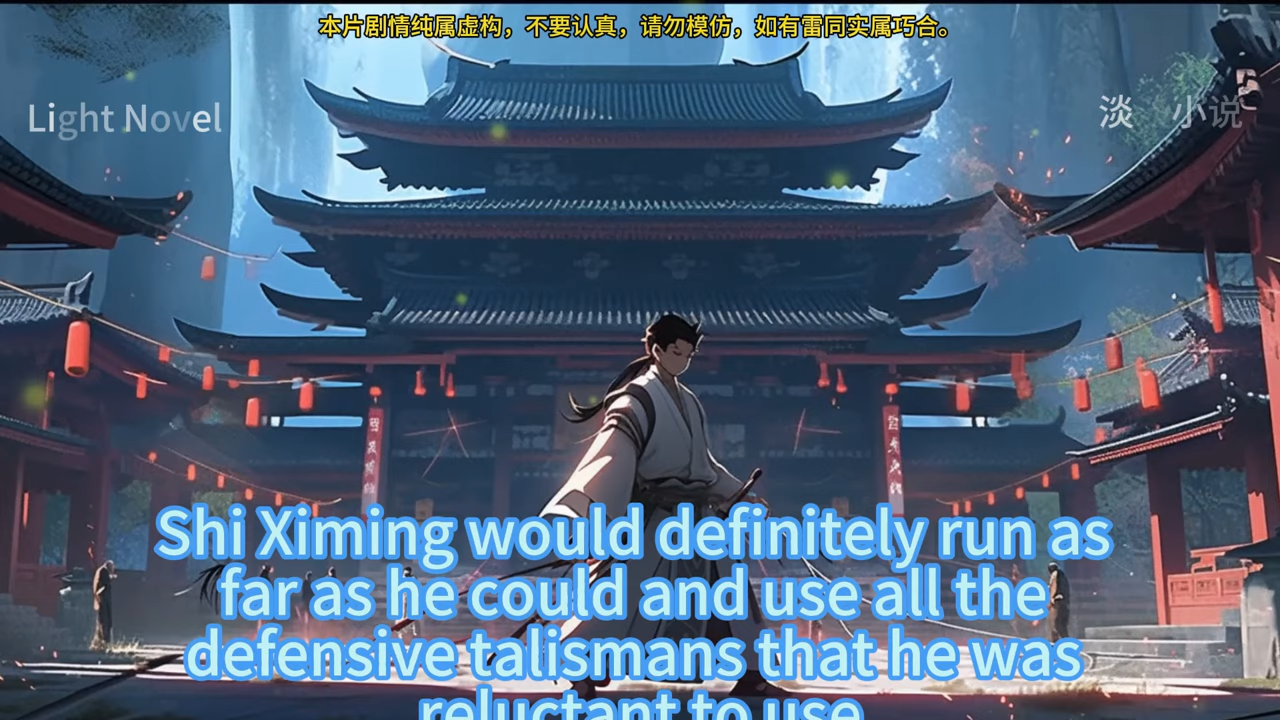 本片剧情纯属虚构，不要认真，请勿模仿，如有雷同实属巧合。
Light Novel
淡 小说
Shi Ximing would definitely run as
far as he could and use all the
defensive talismans that he was
reluctant to use